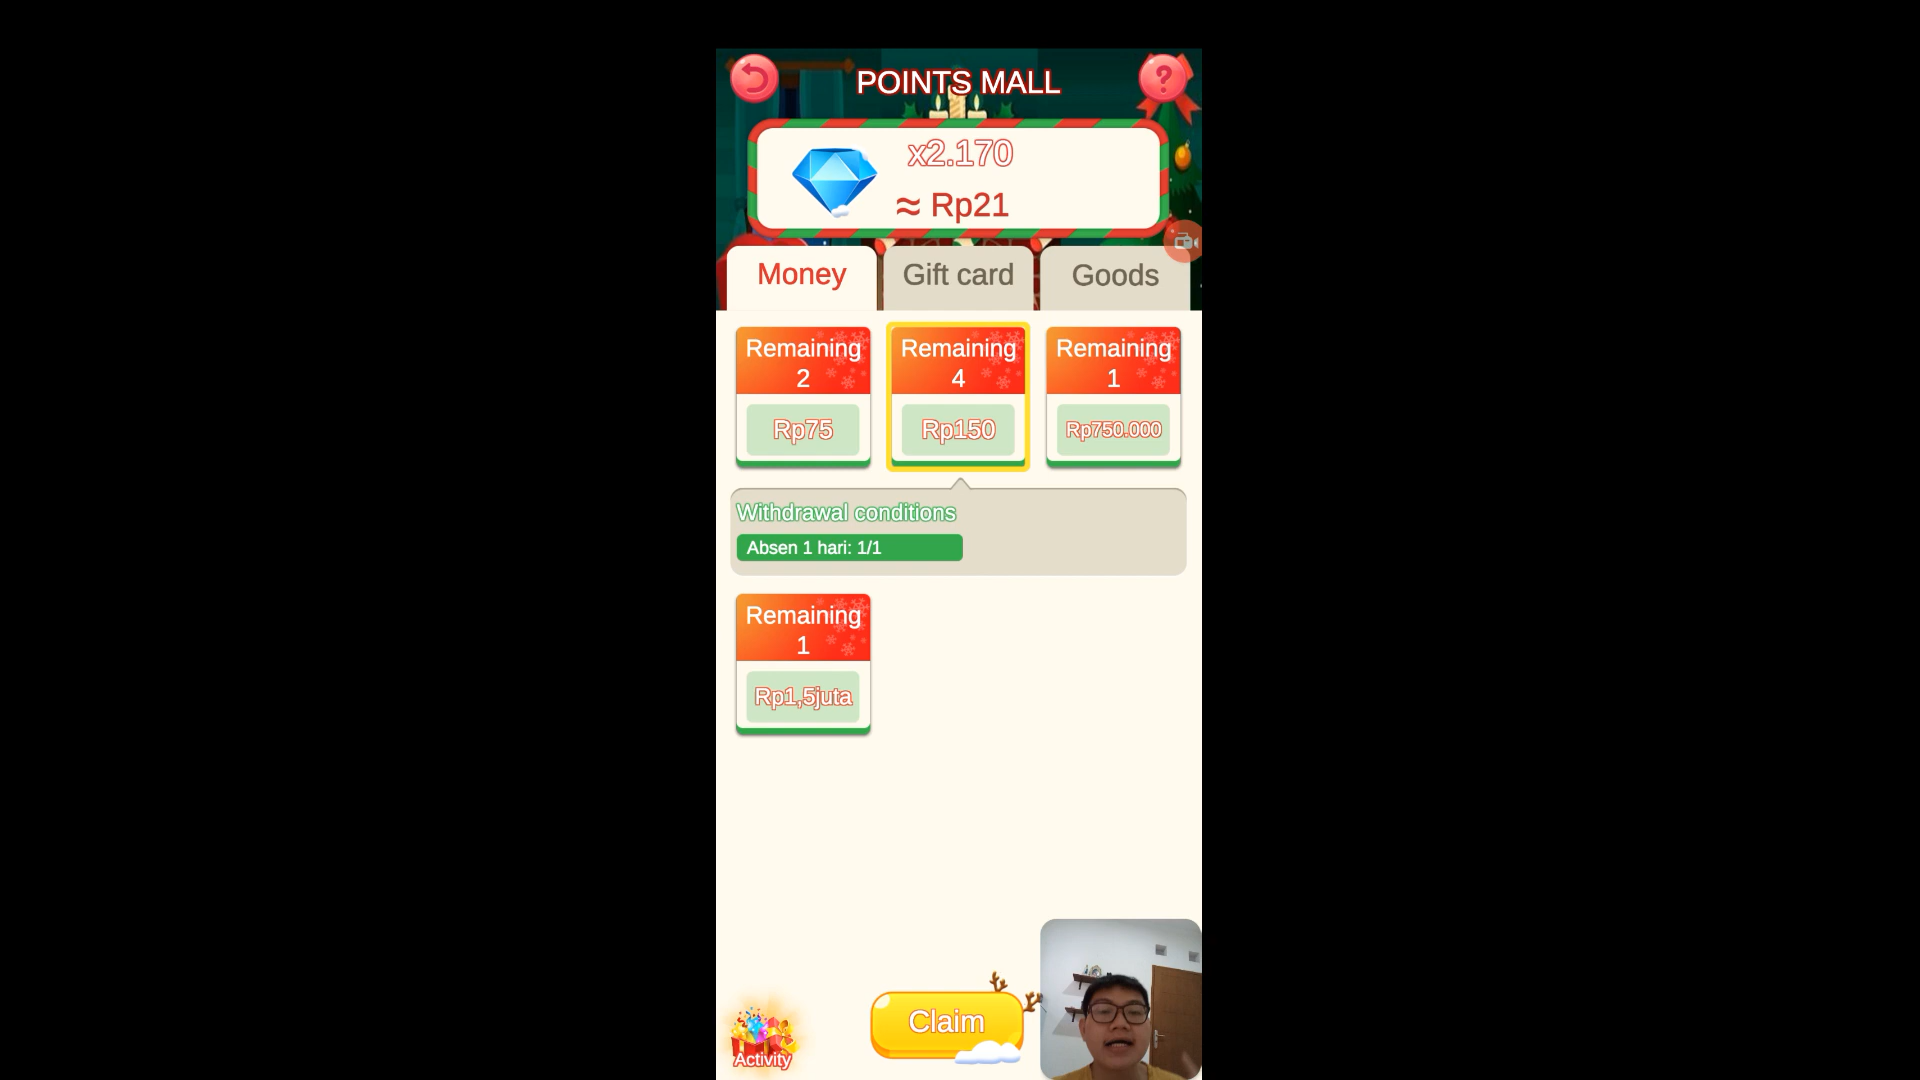 POINTS MALL
x2.170
≈ Rp21
Money
Gift card
Goods
Remaining
2
Rp75
Remaining
4
Rp150
Remaining
1
Rp750.000
Withdrawal conditions
Absen 1 hari: 1/1
Remaining
1
Rp1,5juta
Activity
Claim